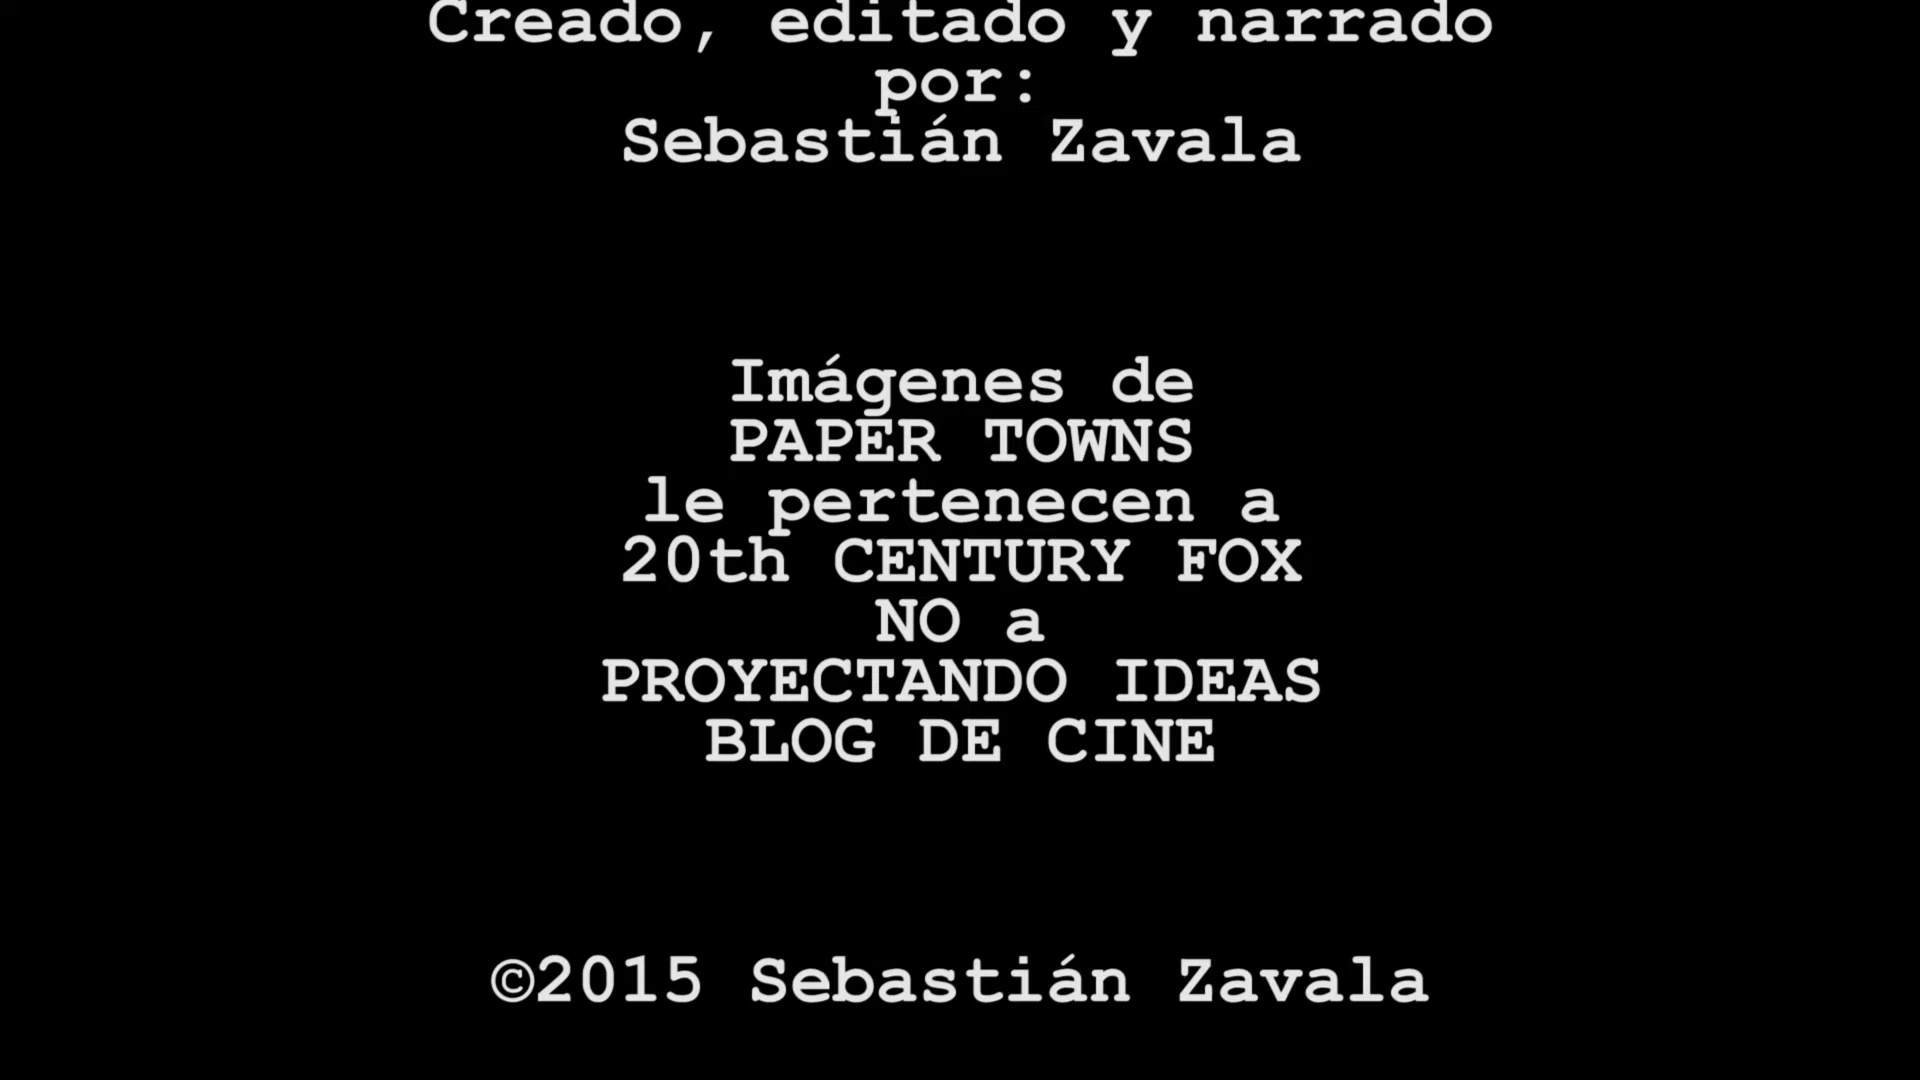 Creado, editado y narrado
por:
Sebastián Zavala
Imágenes de
PAPER TOWNS
le pertenecen a
20th CENTURY FOX
NO a
PROYECTANDO IDEAS
BLOG DE CINE
©2015 Sebastián Zavala